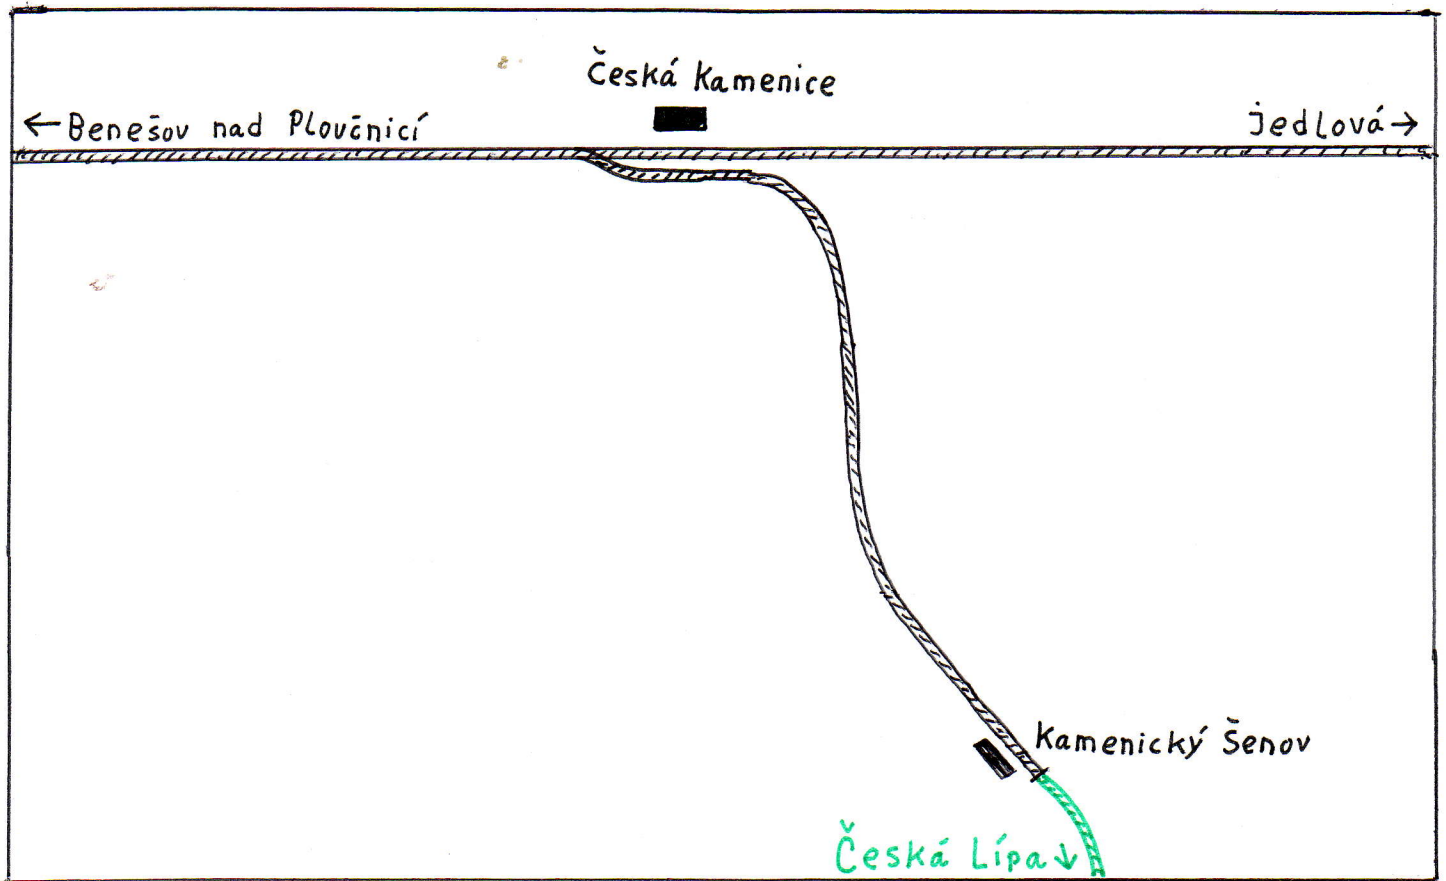 Česká Kamenice
← Benešov nad Ploučnicí
Jedlová →
Kamenický Šenov
Česká Lípa ↓